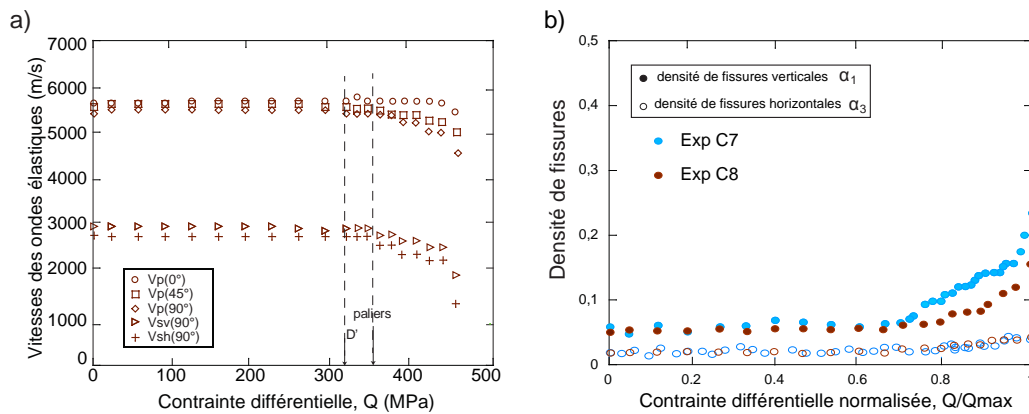 a)
Vitesses des ondes élastiques (m/s)
7000
6000
5000
4000
3000
2000
1000
0
Vp(0°)
Vp(45°)
Vp(90°)
Vsv(90°)
Vsh(90°)
paliers
D'
0
100
200
300
400
500
Contrainte différentielle, Q (MPa)
b)
Densité de fissures
0,5
0,4
0,3
0,2
0,1
0
densité de fissures verticales α1
densité de fissures horizontales α3
Exp C7
Exp C8
0
0.2
0.4
0.6
0.8
1
Contrainte différentielle normalisée, Q/Qmax